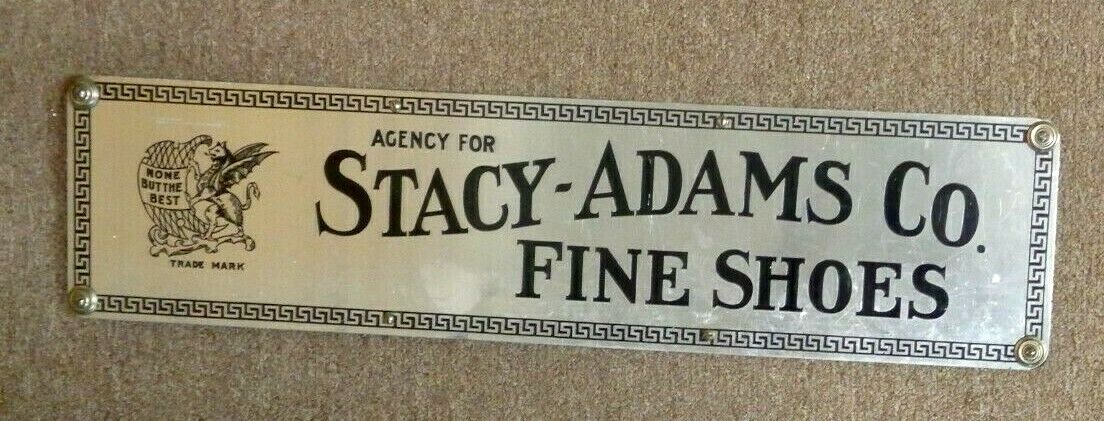 NONE
BUT THE
BEST
TRADE MARK
AGENCY FOR
STACY-ADAMS CO.
FINE SHOES